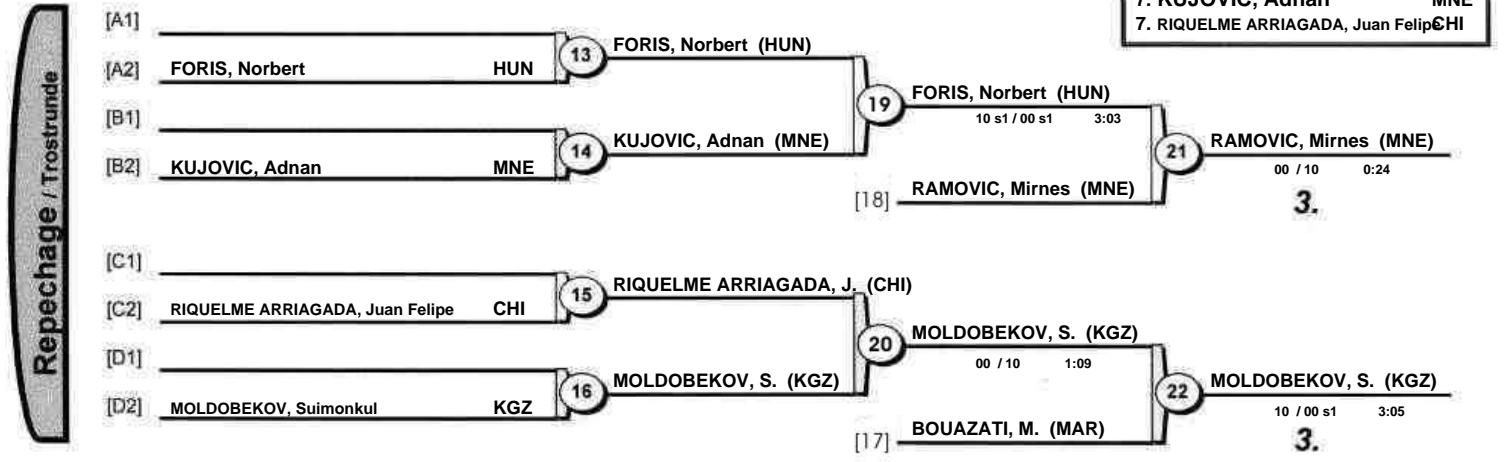 7. KUJOVIC, Adnan MNE
7. RIQUELME ARRIAGADA, Juan Felipe CHI
Repechage / Trostrunde
[A1]
[A2] FORIS, Norbert HUN
13
FORIS, Norbert (HUN)
[B1]
[B2] KUJOVIC, Adnan MNE
14
KUJOVIC, Adnan (MNE)
19
FORIS, Norbert (HUN)
10 s1 / 00 s1 3:03
[18] RAMOVIC, Mirnes (MNE)
21
RAMOVIC, Mirnes (MNE)
00 / 10 0:24
3.
[C1]
[C2] RIQUELME ARRIAGADA, Juan Felipe CHI
15
RIQUELME ARRIAGADA, J. (CHI)
[D1]
[D2] MOLDOBEKOV, Suimonkul KGZ
16
MOLDOBEKOV, S. (KGZ)
20
MOLDOBEKOV, S. (KGZ)
00 / 10 1:09
[17] BOUAZATI, M. (MAR)
22
MOLDOBEKOV, S. (KGZ)
10 / 00 s1 3:05
3.